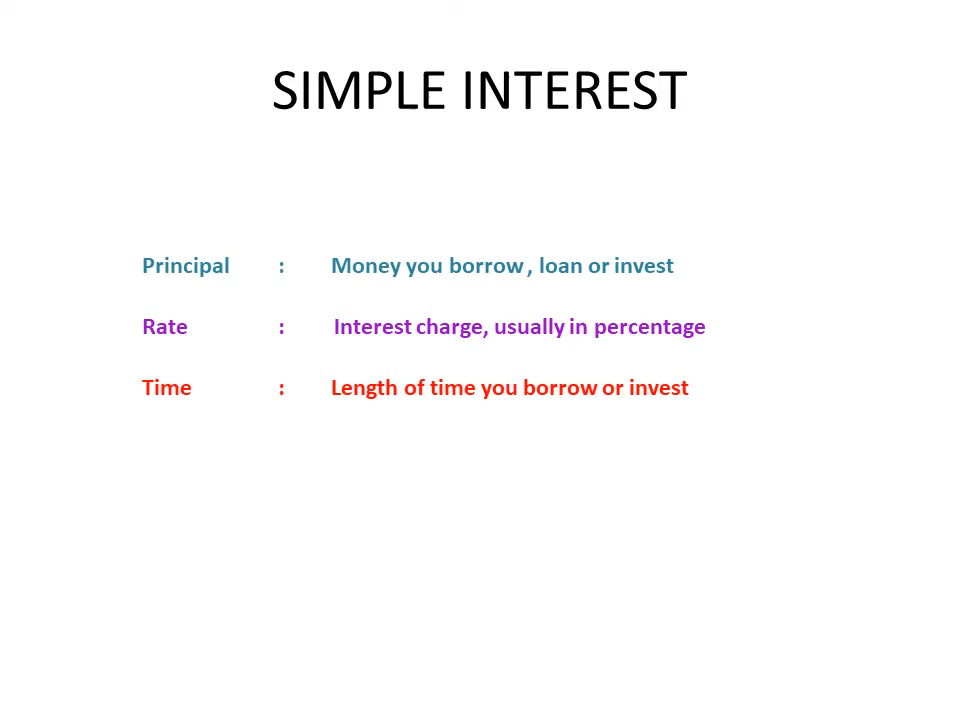 SIMPLE INTEREST
Principal : Money you borrow , loan or invest
Rate : Interest charge, usually in percentage
Time : Length of time you borrow or invest